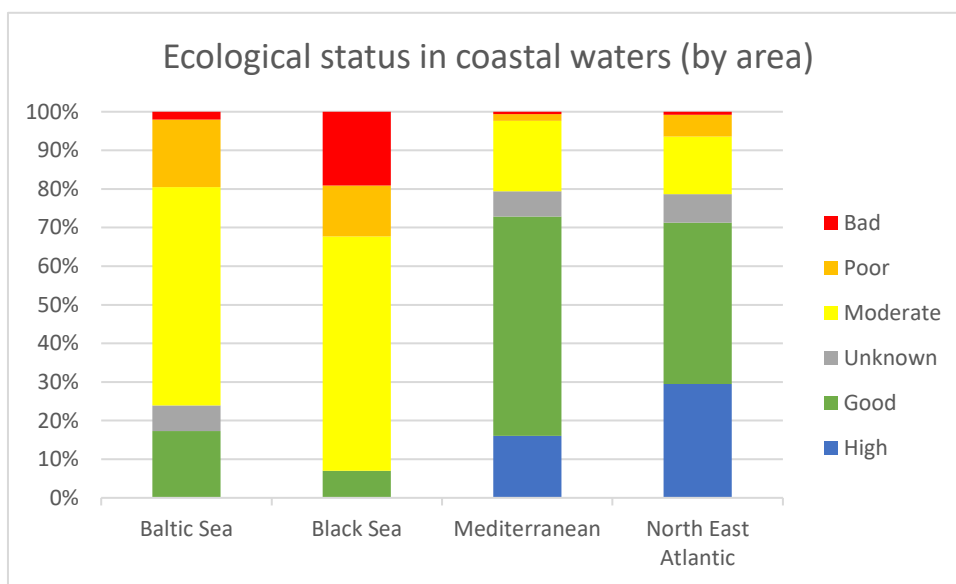 Ecological status in coastal waters (by area)
100%
90%
80%
70%
60%
50%
40%
30%
20%
10%
0%
Baltic Sea
Black Sea
Mediterranean
North East
Atlantic
Bad
Poor
Moderate
Unknown
Good
High